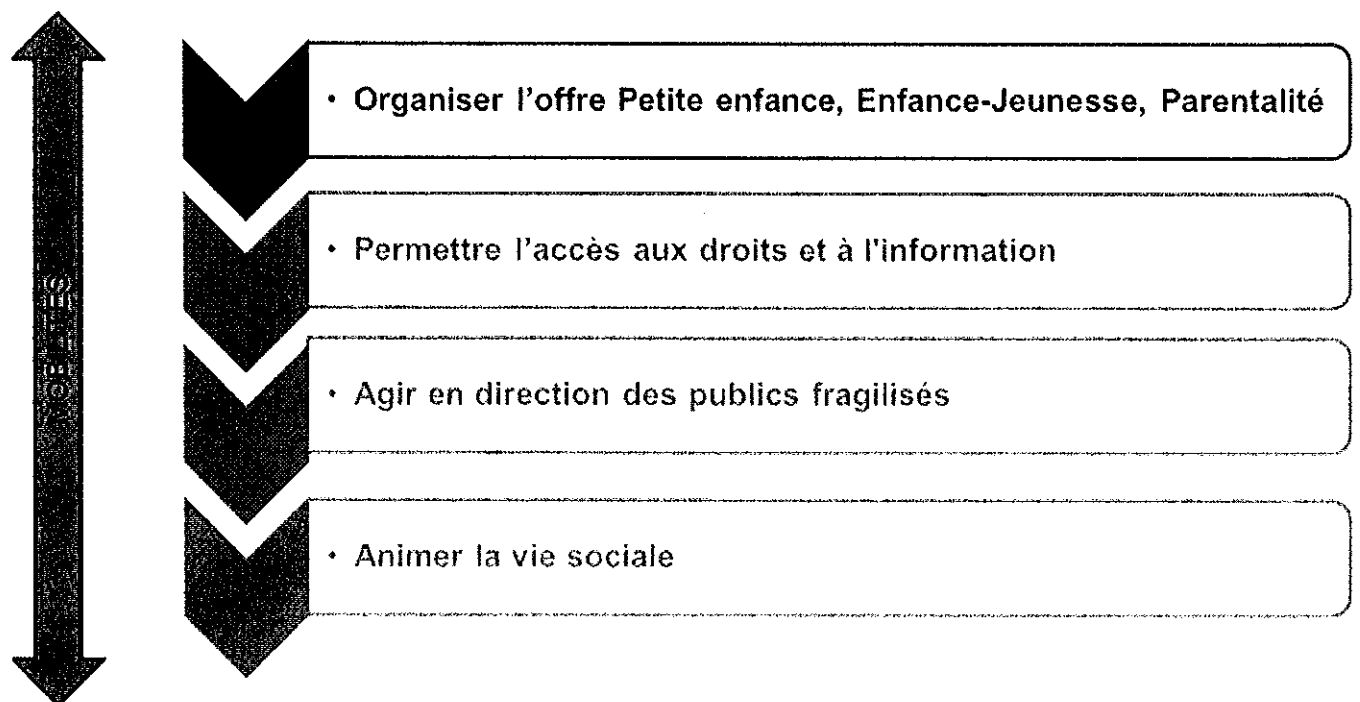 · Organiser l'offre Petite enfance, Enfance-Jeunesse, Parentalité
· Permettre l'accès aux droits et à l'information
· Agir en direction des publics fragilisés
· Animer la vie sociale